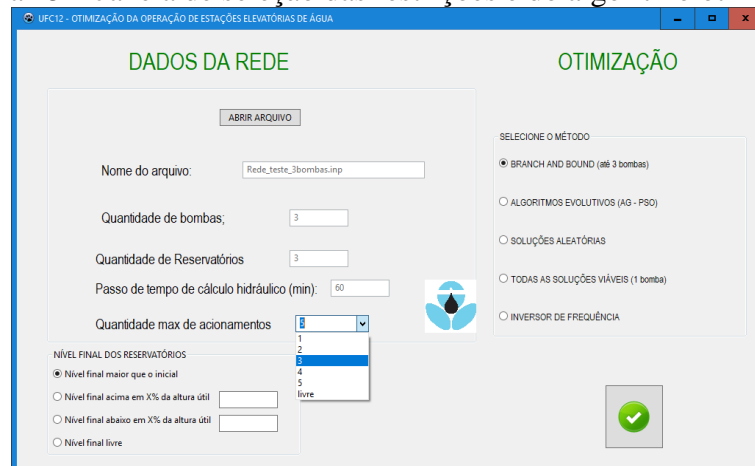 UFC12 - OTIMIZAÇÃO DA OPERAÇÃO DE ESTAÇÕES ELEVATÓRIAS DE ÁGUA
DADOS DA REDE
ABRIR ARQUIVO
Nome do arquivo: Rede_teste_3bombas.inp
Quantidade de bombas; 3
Quantidade de Reservatórios 3
Passo de tempo de cálculo hidráulico (min): 60
Quantidade max de acionamentos
1
2
3
4
5
livre
NÍVEL FINAL DOS RESERVATÓRIOS
Nível final maior que o inicial
Nível final acima em X% da altura útil
Nível final abaixo em X% da altura útil
Nível final livre
OTIMIZAÇÃO
SELECIONE O MÉTODO
BRANCH AND BOUND (até 3 bombas)
ALGORITMOS EVOLUTIVOS (AG - PSO)
SOLUÇÕES ALEATÓRIAS
TODAS AS SOLUÇÕES VIÁVEIS (1 bomba)
INVERSOR DE FREQUÊNCIA